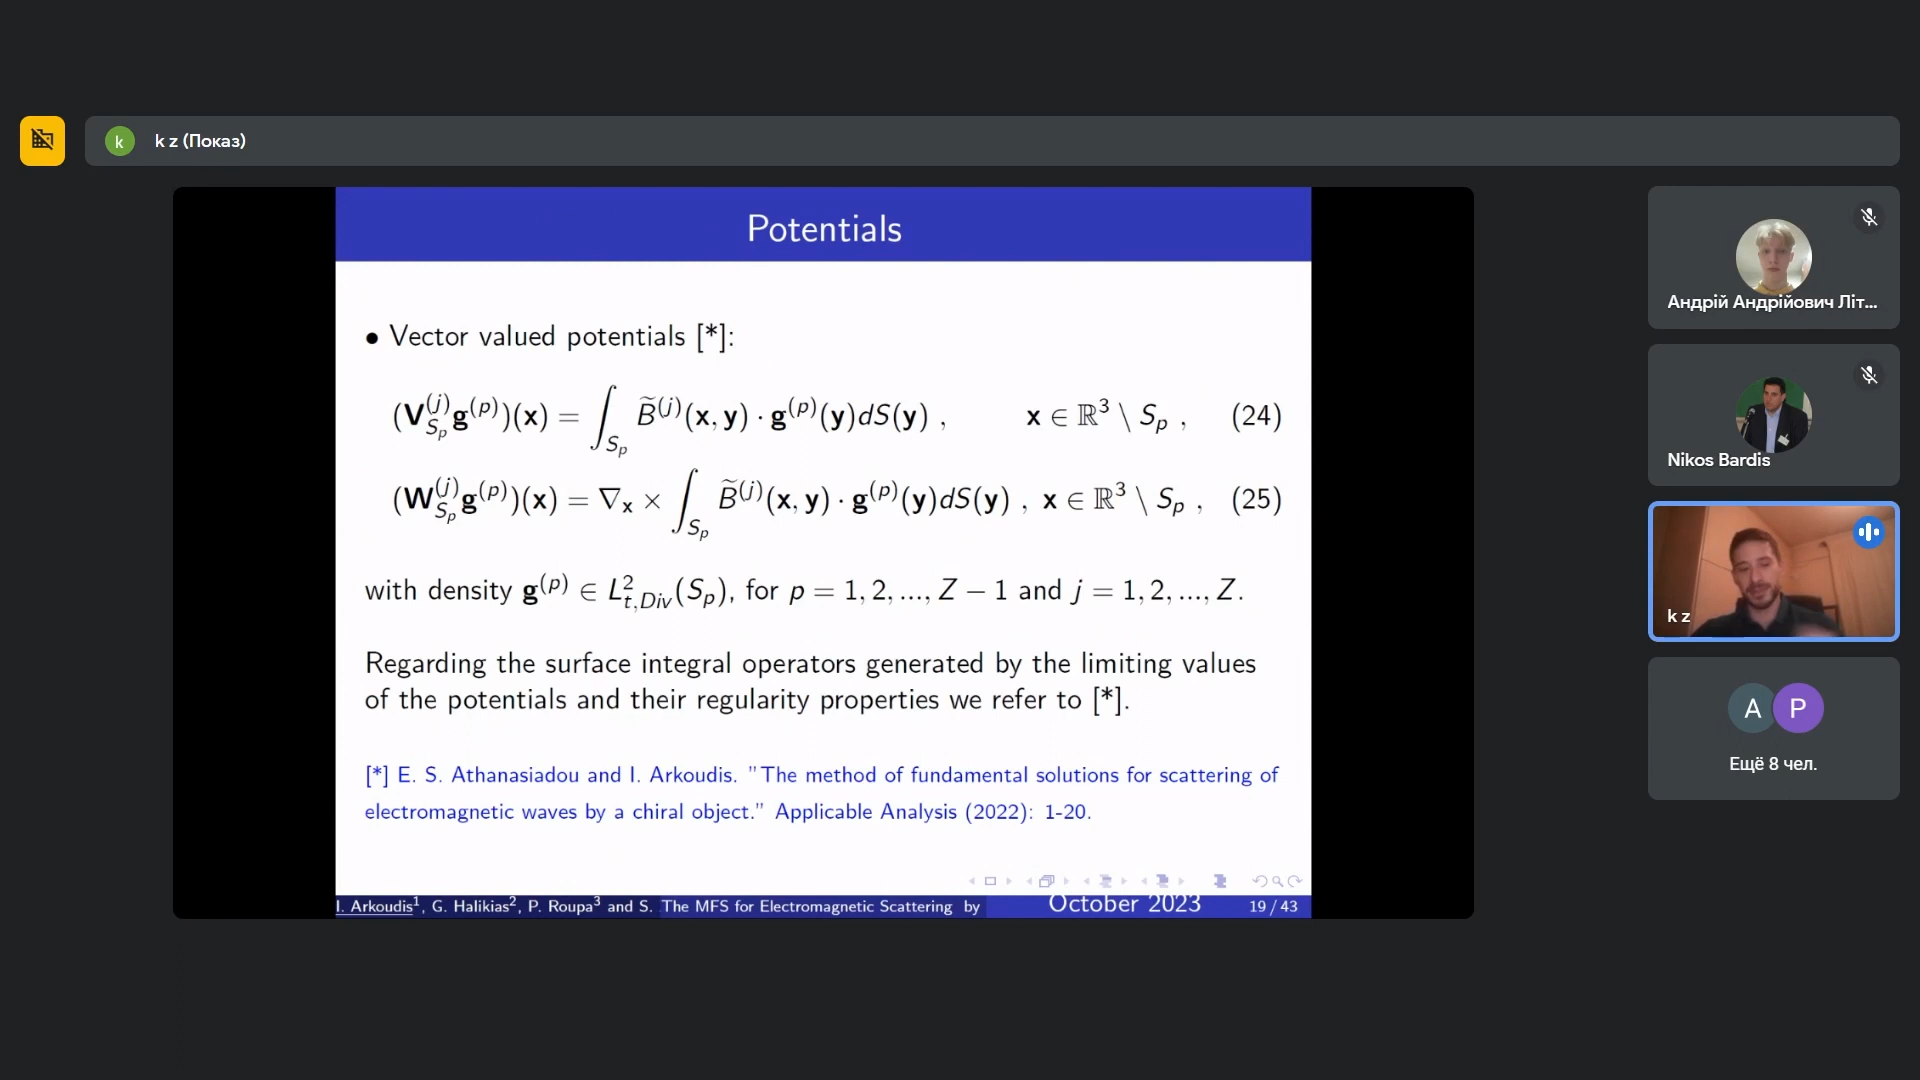 k
k z (Показ)
Potentials
• Vector valued potentials [*]:
(𝐕_{S_p}^{(j)}𝐠^{(p)})(𝐱) = ∫_{S_p} B̃^{(j)}(𝐱, 𝐲) · 𝐠^{(p)}(𝐲)dS(𝐲) , 𝐱 ∈ ℝ³ \ S_p , (24)
(𝐖_{S_p}^{(j)}𝐠^{(p)})(𝐱) = ∇_𝐱 × ∫_{S_p} B̃^{(j)}(𝐱, 𝐲) · 𝐠^{(p)}(𝐲)dS(𝐲) , 𝐱 ∈ ℝ³ \ S_p , (25)
with density 𝐠^{(p)} ∈ L²_{t,Div}(S_p), for p = 1, 2, ..., Z − 1 and j = 1, 2, ..., Z.
Regarding the surface integral operators generated by the limiting values
of the potentials and their regularity properties we refer to [*].
[*] E. S. Athanasiadou and I. Arkoudis. ”The method of fundamental solutions for scattering of
electromagnetic waves by a chiral object.” Applicable Analysis (2022): 1-20.
I. Arkoudis¹, G. Halikias², P. Roupa³ and S. The MFS for Electromagnetic Scattering by October 2023 19 / 43
Андрій Андрійович Літ...
Nikos Bardis
k z
A P
Ещё 8 чел.